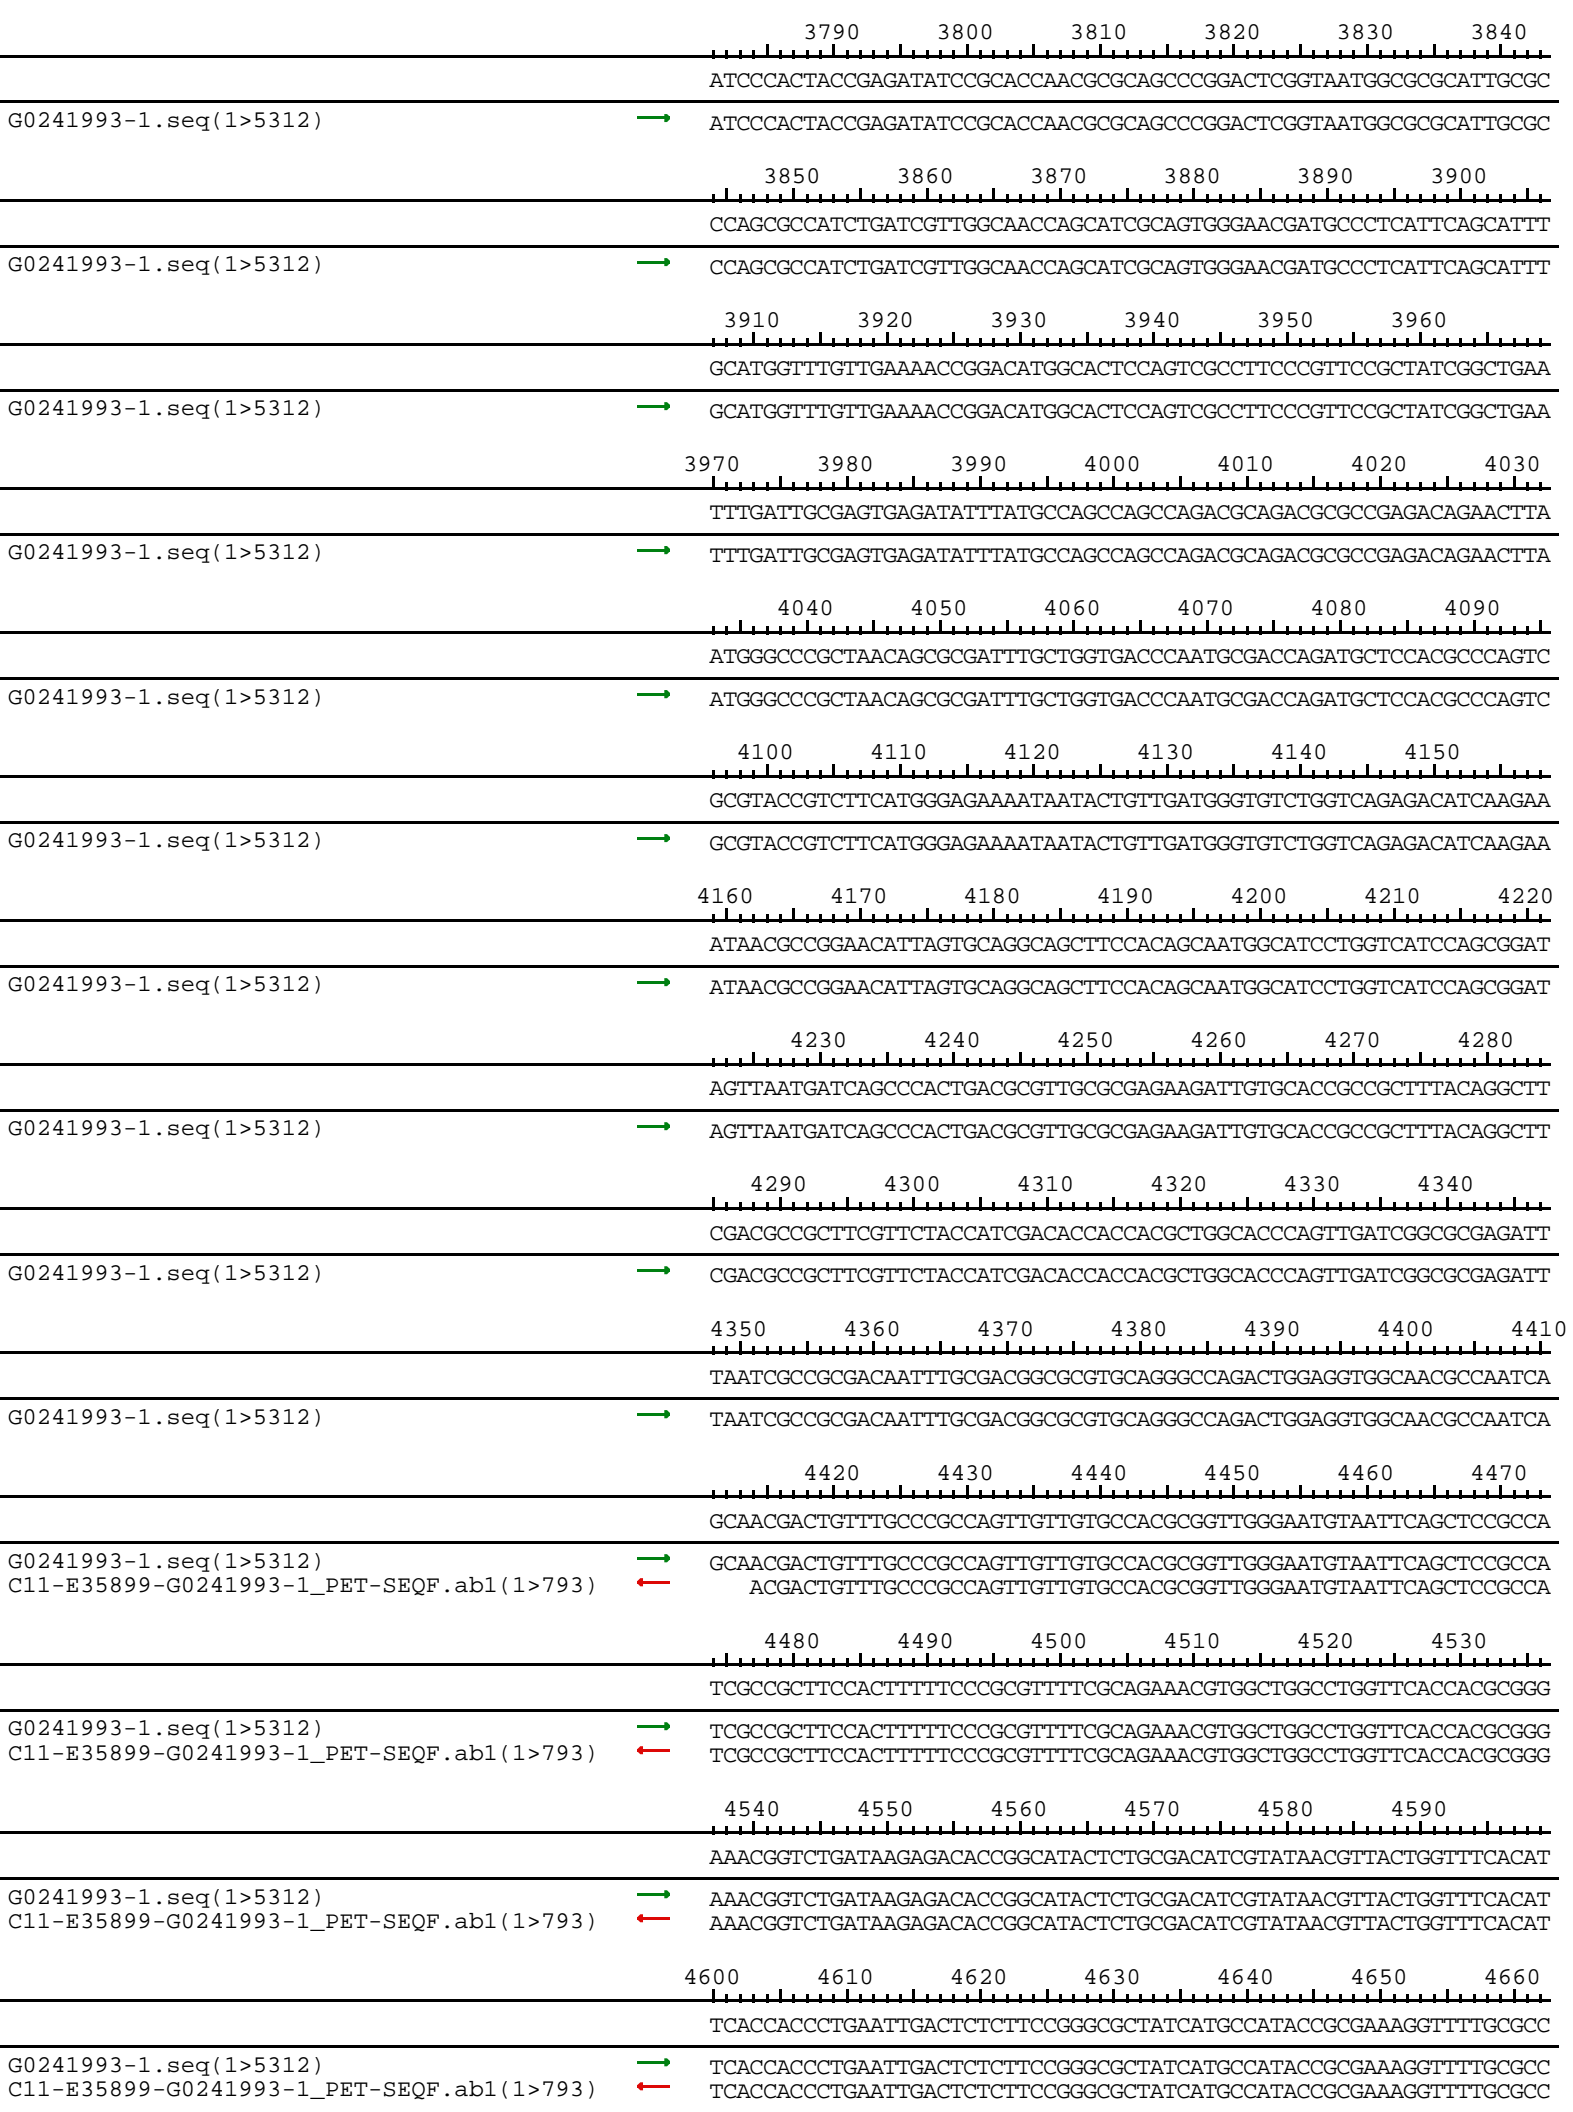 3790 3800 3810 3820 3830 3840
ATCCCACTACCGAGATATCCGCACCAACGCGCAGCCCGGACTCGGTAATGGCGCGCATTGCGC
G0241993-1.seq(1>5312) ATCCCACTACCGAGATATCCGCACCAACGCGCAGCCCGGACTCGGTAATGGCGCGCATTGCGC
3850 3860 3870 3880 3890 3900
CCAGCGCCATCTGATCGTTGGCAACCAGCATCGCAGTGGGAACGATGCCCTCATTCAGCATTT
G0241993-1.seq(1>5312) CCAGCGCCATCTGATCGTTGGCAACCAGCATCGCAGTGGGAACGATGCCCTCATTCAGCATTT
3910 3920 3930 3940 3950 3960
GCATGGTTTGTTGAAAACCGGACATGGCACTCCAGTCGCCTTCCCGTTCCGCTATCGGCTGAA
G0241993-1.seq(1>5312) GCATGGTTTGTTGAAAACCGGACATGGCACTCCAGTCGCCTTCCCGTTCCGCTATCGGCTGAA
3970 3980 3990 4000 4010 4020 4030
TTTGATTGCGAGTGAGATATTTATGCCAGCCAGCCAGACGCAGACGCGCCGAGACAGAACTTA
G0241993-1.seq(1>5312) TTTGATTGCGAGTGAGATATTTATGCCAGCCAGCCAGACGCAGACGCGCCGAGACAGAACTTA
4040 4050 4060 4070 4080 4090
ATGGGCCCGCTAACAGCGCGATTTGCTGGTGACCCAATGCGACCAGATGCTCCACGCCCAGTC
G0241993-1.seq(1>5312) ATGGGCCCGCTAACAGCGCGATTTGCTGGTGACCCAATGCGACCAGATGCTCCACGCCCAGTC
4100 4110 4120 4130 4140 4150
GCGTACCGTCTTCATGGGAGAAAATAATACTGTTGATGGGTGTCTGGTCAGAGACATCAAGAA
G0241993-1.seq(1>5312) GCGTACCGTCTTCATGGGAGAAAATAATACTGTTGATGGGTGTCTGGTCAGAGACATCAAGAA
4160 4170 4180 4190 4200 4210 4220
ATAACGCCGGAACATTAGTGCAGGCAGCTTCCACAGCAATGGCATCCTGGTCATCCAGCGGAT
G0241993-1.seq(1>5312) ATAACGCCGGAACATTAGTGCAGGCAGCTTCCACAGCAATGGCATCCTGGTCATCCAGCGGAT
4230 4240 4250 4260 4270 4280
AGTTAATGATCAGCCCACTGACGCGTTGCGCGAGAAGATTGTGCACCGCCGCTTTACAGGCTT
G0241993-1.seq(1>5312) AGTTAATGATCAGCCCACTGACGCGTTGCGCGAGAAGATTGTGCACCGCCGCTTTACAGGCTT
4290 4300 4310 4320 4330 4340
CGACGCCGCTTCGTTCTACCATCGACACCACCACGCTGGCACCCAGTTGATCGGCGCGAGATT
G0241993-1.seq(1>5312) CGACGCCGCTTCGTTCTACCATCGACACCACCACGCTGGCACCCAGTTGATCGGCGCGAGATT
4350 4360 4370 4380 4390 4400 4410
TAATCGCCGCGACAATTTGCGACGGCGCGTGCAGGGCCAGACTGGAGGTGGCAACGCCAATCA
G0241993-1.seq(1>5312) TAATCGCCGCGACAATTTGCGACGGCGCGTGCAGGGCCAGACTGGAGGTGGCAACGCCAATCA
4420 4430 4440 4450 4460 4470
GCAACGACTGTTTGCCCGCCAGTTGTTGTGCCACGCGGTTGGGAATGTAATTCAGCTCCGCCA
G0241993-1.seq(1>5312) GCAACGACTGTTTGCCCGCCAGTTGTTGTGCCACGCGGTTGGGAATGTAATTCAGCTCCGCCA
C11-E35899-G0241993-1_PET-SEQF.ab1(1>793) ACGACTGTTTGCCCGCCAGTTGTTGTGCCACGCGGTTGGGAATGTAATTCAGCTCCGCCA
4480 4490 4500 4510 4520 4530
TCGCCGCTTCCACTTTTTCCCGCGTTTTCGCAGAAACGTGGCTGGCCTGGTTCACCACGCGGG
G0241993-1.seq(1>5312) TCGCCGCTTCCACTTTTTCCCGCGTTTTCGCAGAAACGTGGCTGGCCTGGTTCACCACGCGGG
C11-E35899-G0241993-1_PET-SEQF.ab1(1>793) TCGCCGCTTCCACTTTTTCCCGCGTTTTCGCAGAAACGTGGCTGGCCTGGTTCACCACGCGGG
4540 4550 4560 4570 4580 4590
AAACGGTCTGATAAGAGACACCGGCATACTCTGCGACATCGTATAACGTTACTGGTTTCACAT
G0241993-1.seq(1>5312) AAACGGTCTGATAAGAGACACCGGCATACTCTGCGACATCGTATAACGTTACTGGTTTCACAT
C11-E35899-G0241993-1_PET-SEQF.ab1(1>793) AAACGGTCTGATAAGAGACACCGGCATACTCTGCGACATCGTATAACGTTACTGGTTTCACAT
4600 4610 4620 4630 4640 4650 4660
TCACCACCCTGAATTGACTCTCTTCCGGGCGCTATCATGCCATACCGCGAAAGGTTTTGCGCC
G0241993-1.seq(1>5312) TCACCACCCTGAATTGACTCTCTTCCGGGCGCTATCATGCCATACCGCGAAAGGTTTTGCGCC
C11-E35899-G0241993-1_PET-SEQF.ab1(1>793) TCACCACCCTGAATTGACTCTCTTCCGGGCGCTATCATGCCATACCGCGAAAGGTTTTGCGCC